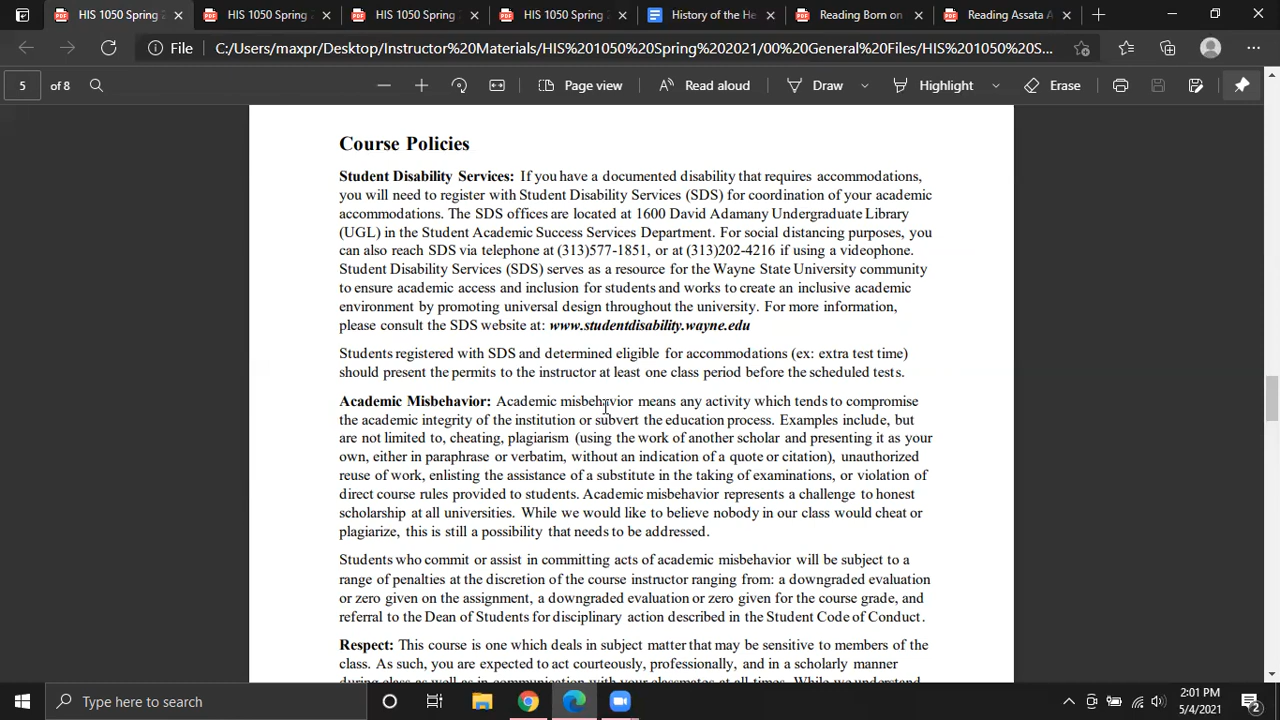 HIS 1050 Spring
HIS 1050 Spring
HIS 1050 Spring
HIS 1050 Spring
History of the He
Reading Born on
Reading Assata A
File
C:/Users/maxpr/Desktop/Instructor%20Materials/HIS%201050%20Spring%202021/00%20General%20Files/HIS%201050%20S...
5 of 8
Page view
Read aloud
Draw
Highlight
Erase
Course Policies
Student Disability Services: If you have a documented disability that requires accommodations,
you will need to register with Student Disability Services (SDS) for coordination of your academic
accommodations. The SDS offices are located at 1600 David Adamany Undergraduate Library
(UGL) in the Student Academic Success Services Department. For social distancing purposes, you
can also reach SDS via telephone at (313)577-1851, or at (313)202-4216 if using a videophone.
Student Disability Services (SDS) serves as a resource for the Wayne State University community
to ensure academic access and inclusion for students and works to create an inclusive academic
environment by promoting universal design throughout the university. For more information,
please consult the SDS website at: www.studentdisability.wayne.edu
Students registered with SDS and determined eligible for accommodations (ex: extra test time)
should present the permits to the instructor at least one class period before the scheduled tests.
Academic Misbehavior: Academic misbehavior means any activity which tends to compromise
the academic integrity of the institution or subvert the education process. Examples include, but
are not limited to, cheating, plagiarism (using the work of another scholar and presenting it as your
own, either in paraphrase or verbatim, without an indication of a quote or citation), unauthorized
reuse of work, enlisting the assistance of a substitute in the taking of examinations, or violation of
direct course rules provided to students. Academic misbehavior represents a challenge to honest
scholarship at all universities. While we would like to believe nobody in our class would cheat or
plagiarize, this is still a possibility that needs to be addressed.
Students who commit or assist in committing acts of academic misbehavior will be subject to a
range of penalties at the discretion of the course instructor ranging from: a downgraded evaluation
or zero given on the assignment, a downgraded evaluation or zero given for the course grade, and
referral to the Dean of Students for disciplinary action described in the Student Code of Conduct.
Respect: This course is one which deals in subject matter that may be sensitive to members of the
class. As such, you are expected to act courteously, professionally, and in a scholarly manner
during class as well as in communication with your classmates at all times. While we understand
Type here to search
2:01 PM
5/4/2021
2